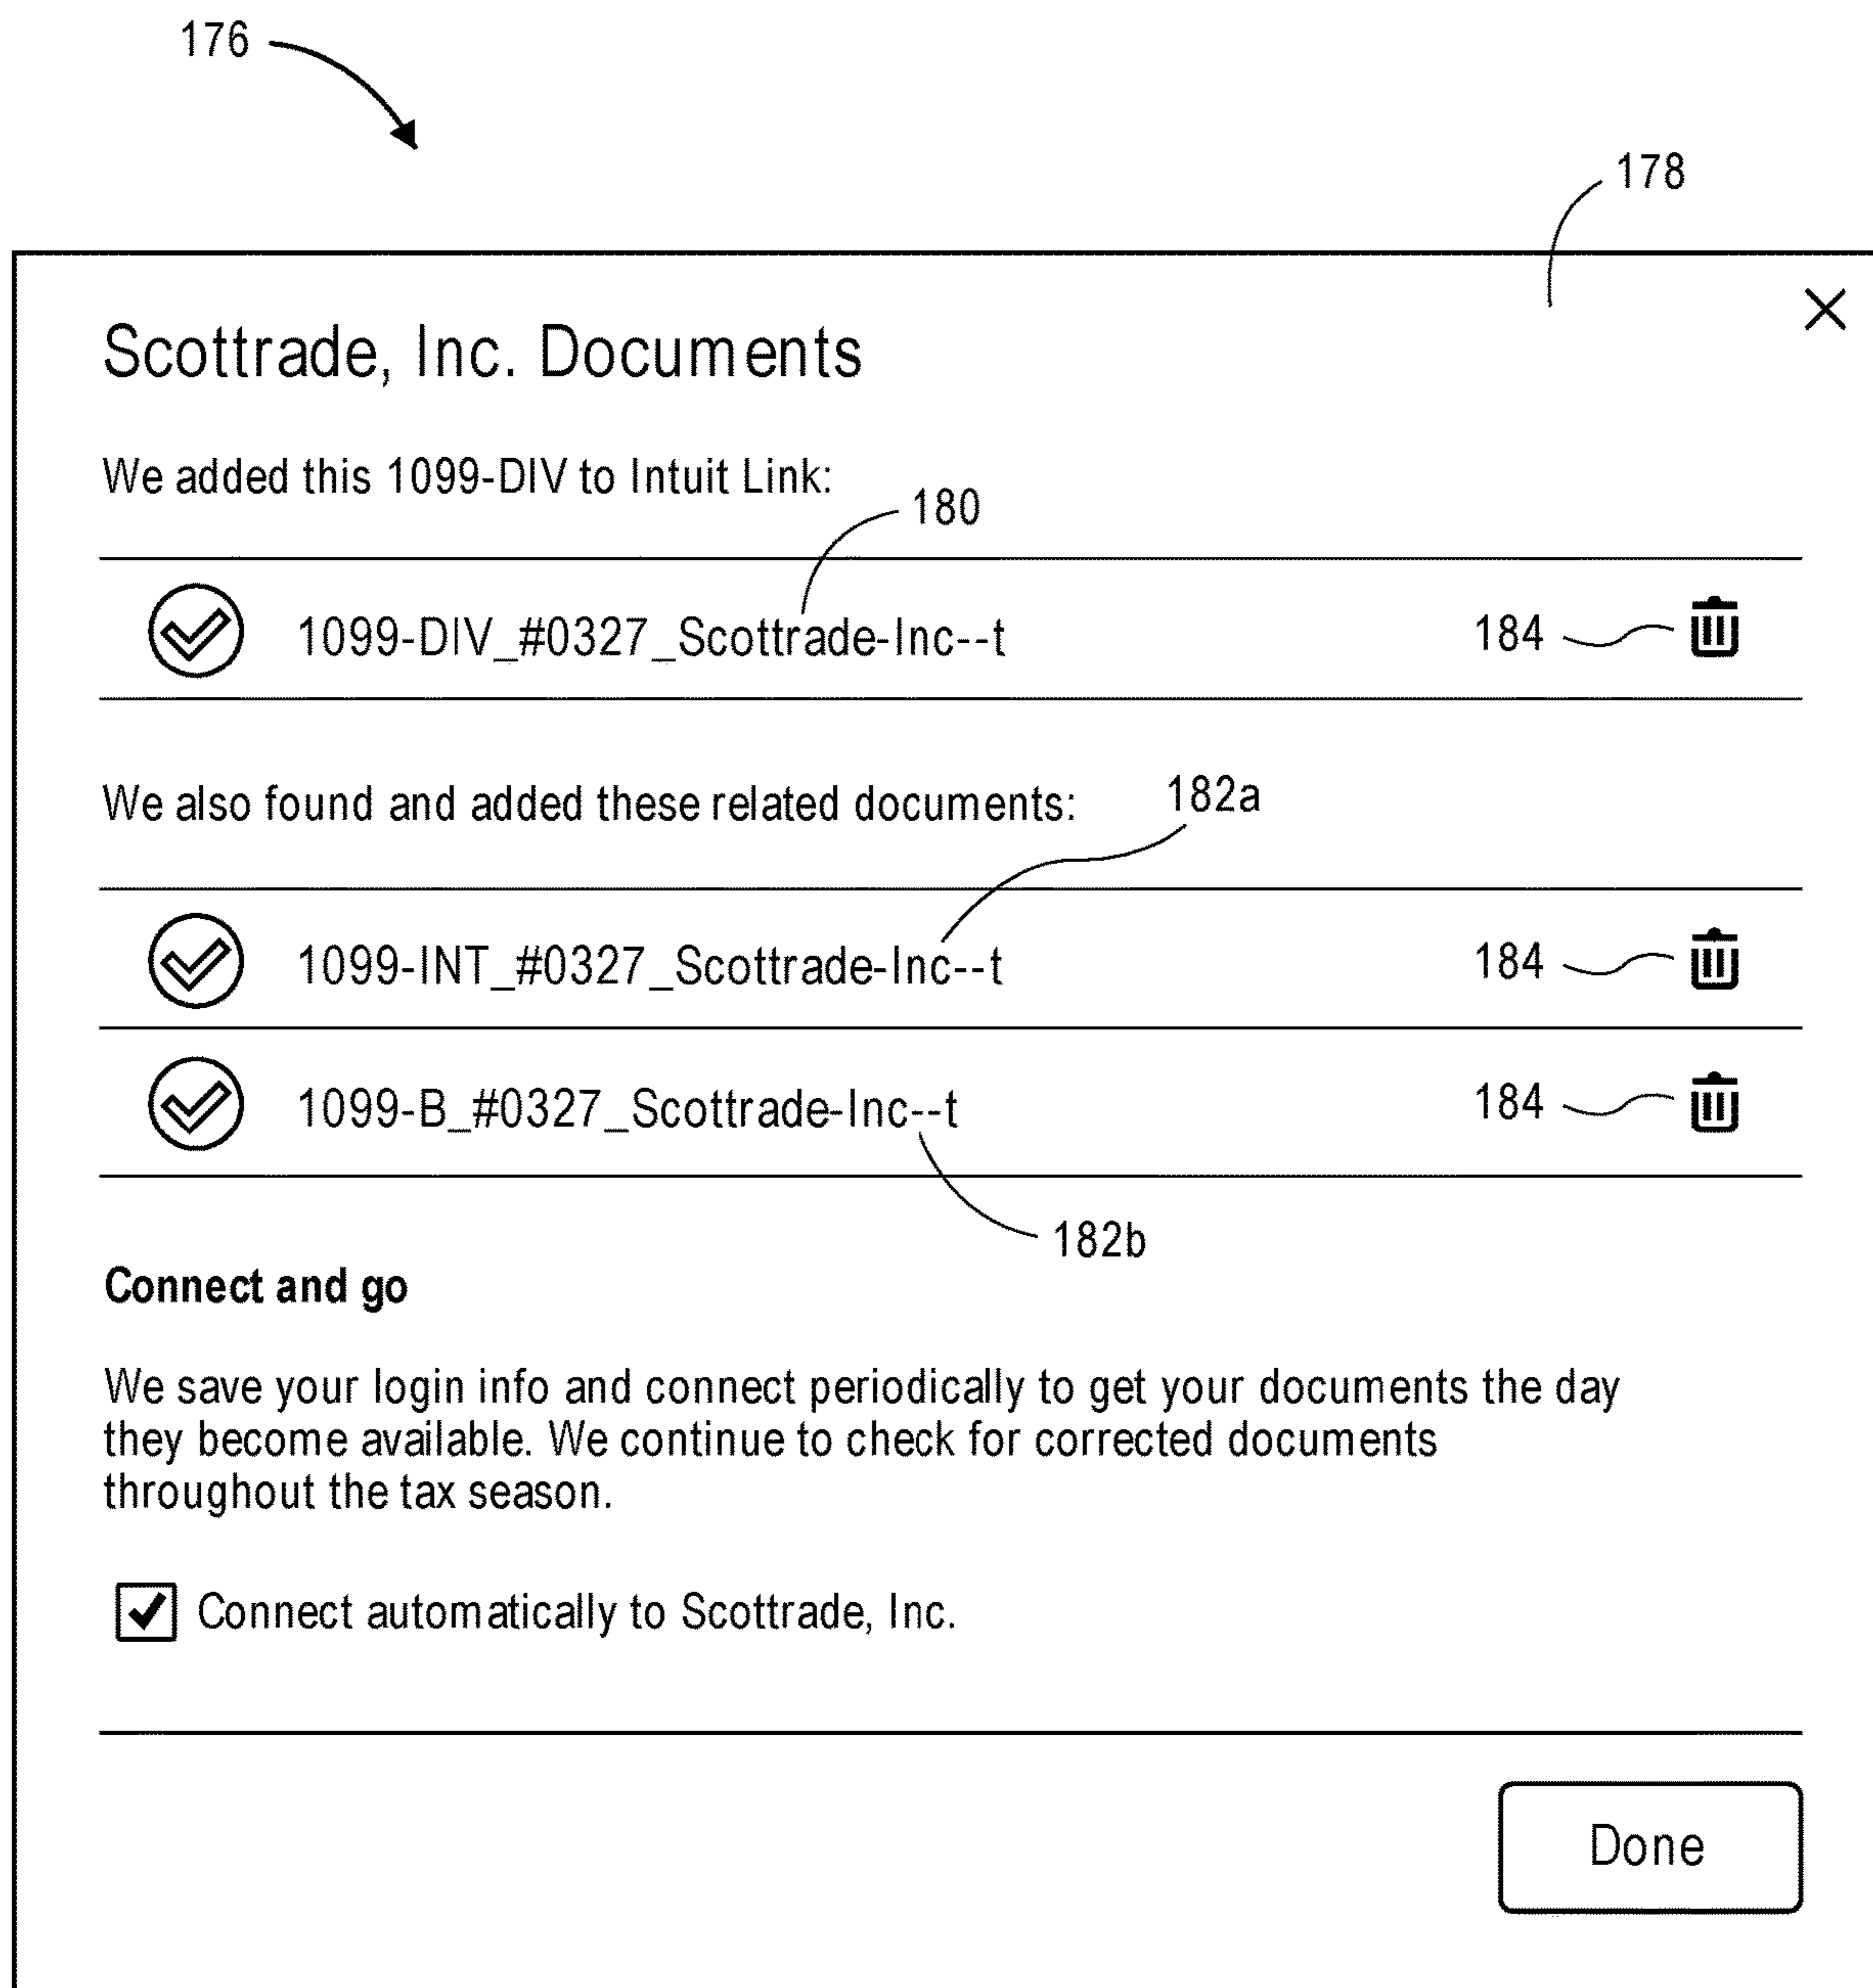 176
178
Scottrade, Inc. Documents
We added this 1099-DIV to Intuit Link:
180
1099-DIV_#0327_Scottrade-Inc--t
184
We also found and added these related documents:
182a
1099-INT_#0327_Scottrade-Inc--t
184
1099-B_#0327_Scottrade-Inc--t
184
182b
Connect and go
We save your login info and connect periodically to get your documents the day
they become available. We continue to check for corrected documents
throughout the tax season.
Connect automatically to Scottrade, Inc.
Done